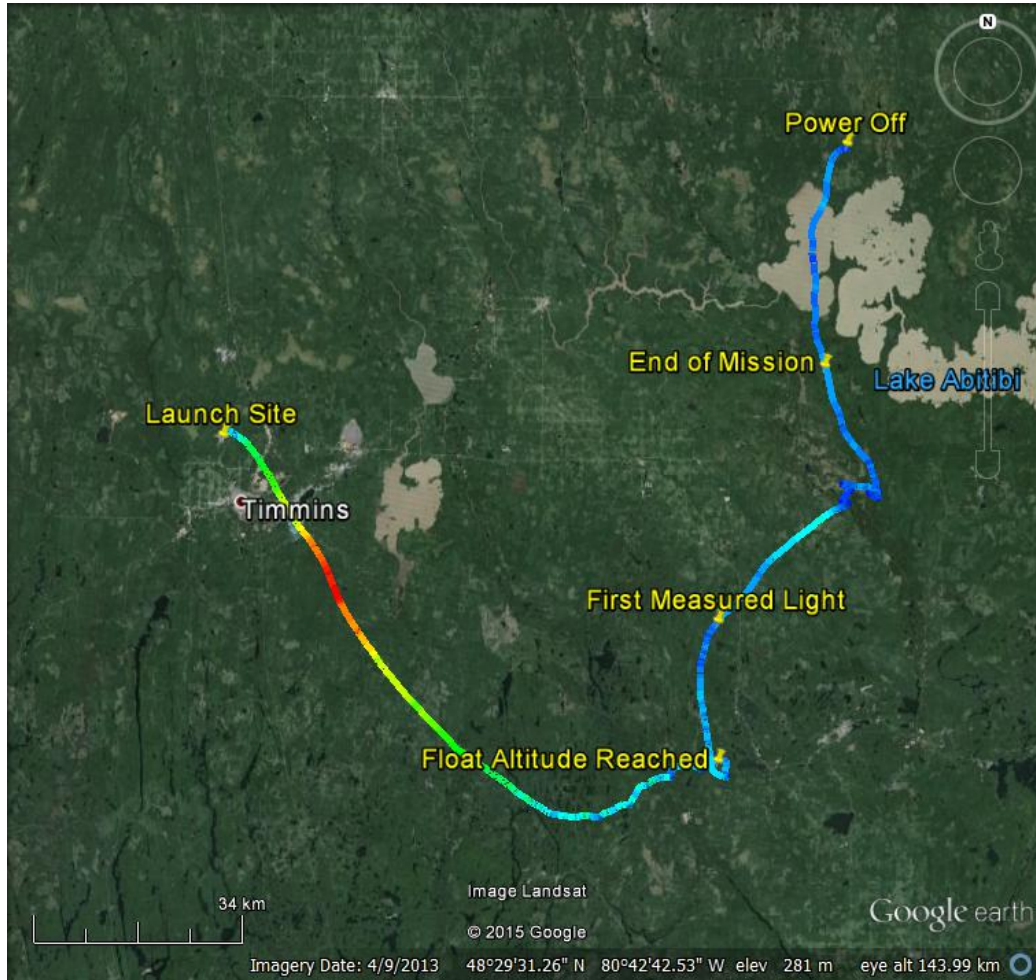 N
Power Off
End of Mission
Lake Abitibi
Launch Site
Timmins
First Measured Light
Float Altitude Reached
Image Landsat
34 km
© 2015 Google
Google earth
Imagery Date: 4/9/2013 48°29'31.26" N 80°42'42.53" W elev 281 m eye alt 143.99 km